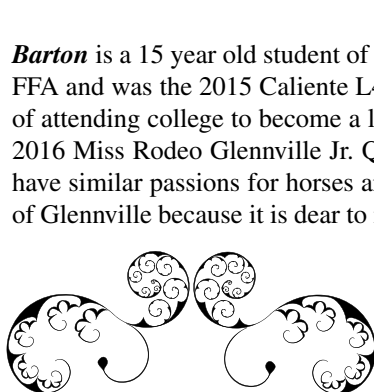 Barton is a 15 year old student of
FFA and was the 2015 Caliente
of attending college to become a
2016 Miss Rodeo Glennville Jr.
have similar passions for horses
of Glennville because it is dear to